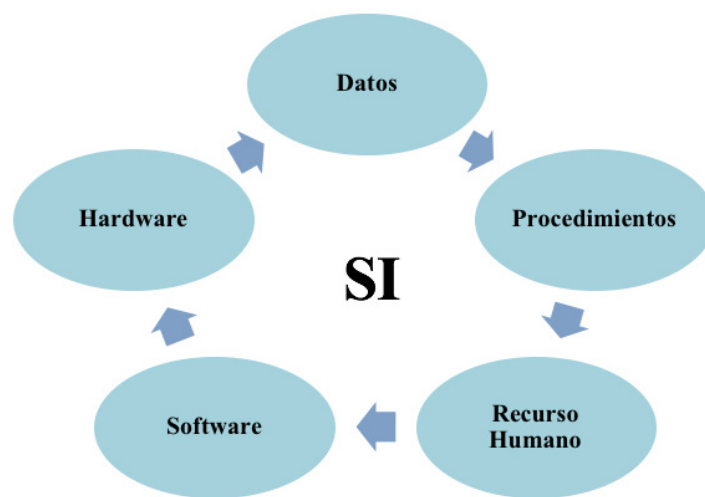 Datos
Hardware
Procedimientos
SI
Software
Recurso
Humano